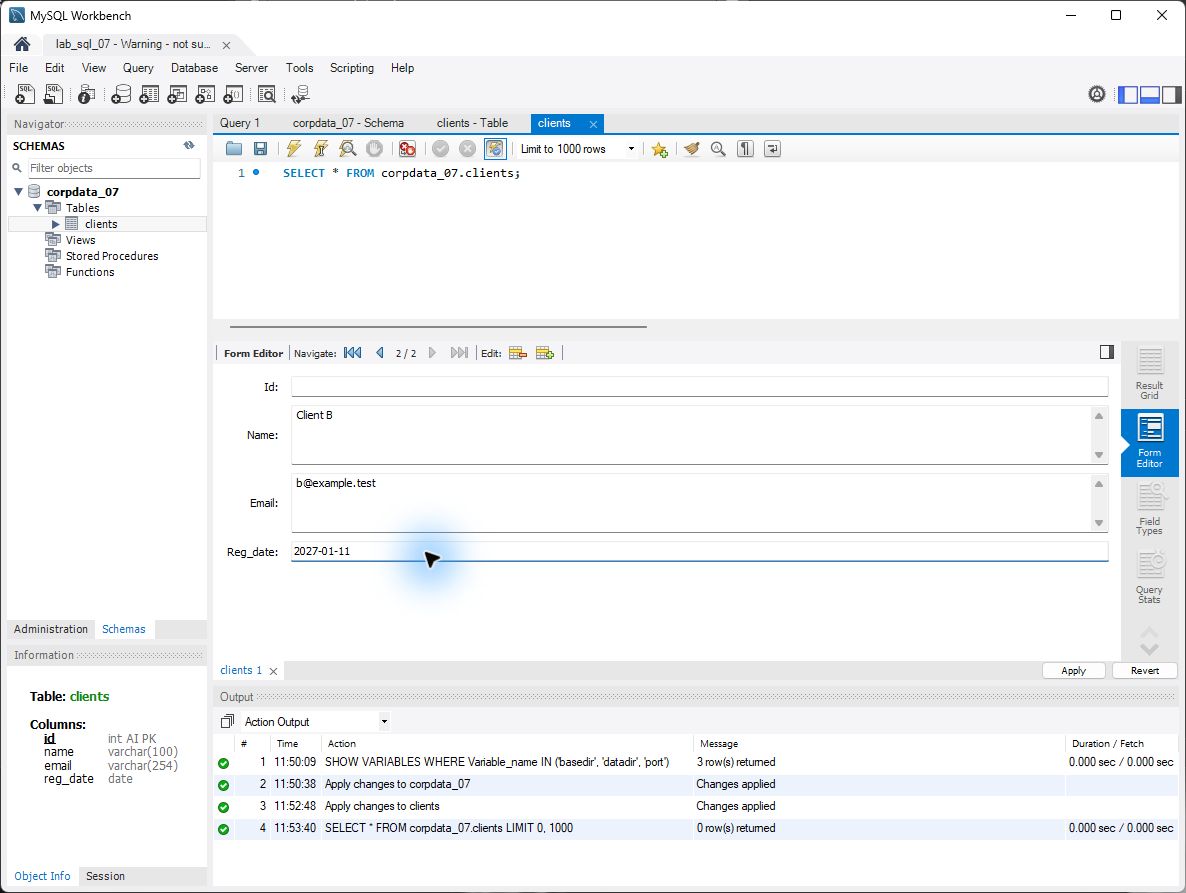 MySQL Workbench
lab_sql_07 - Warning - not su...
File Edit View Query Database Server Tools Scripting Help
Navigator
SCHEMAS
Filter objects
corpdata_07
Tables
clients
Views
Stored Procedures
Functions
Administration Schemas
Information
Table: clients
Columns:
id int AI PK
name varchar(100)
email varchar(254)
reg_date date
Object Info Session
Query 1 corpdata_07 - Schema clients - Table clients
Limit to 1000 rows
1 SELECT * FROM corpdata_07.clients;
Form Editor Navigate: 2 / 2 Edit:
Id:
Name: Client B
Email: b@example.test
Reg_date: 2027-01-11
Result Grid
Form Editor
Field Types
Query Stats
clients 1 Apply Revert
Output
Action Output
# Time Action Message Duration / Fetch
1 11:50:09 SHOW VARIABLES WHERE Variable_name IN ('basedir', 'datadir', 'port') 3 row(s) returned 0.000 sec / 0.000 sec
2 11:50:38 Apply changes to corpdata_07 Changes applied
3 11:52:48 Apply changes to clients Changes applied
4 11:53:40 SELECT * FROM corpdata_07.clients LIMIT 0, 1000 0 row(s) returned 0.000 sec / 0.000 sec